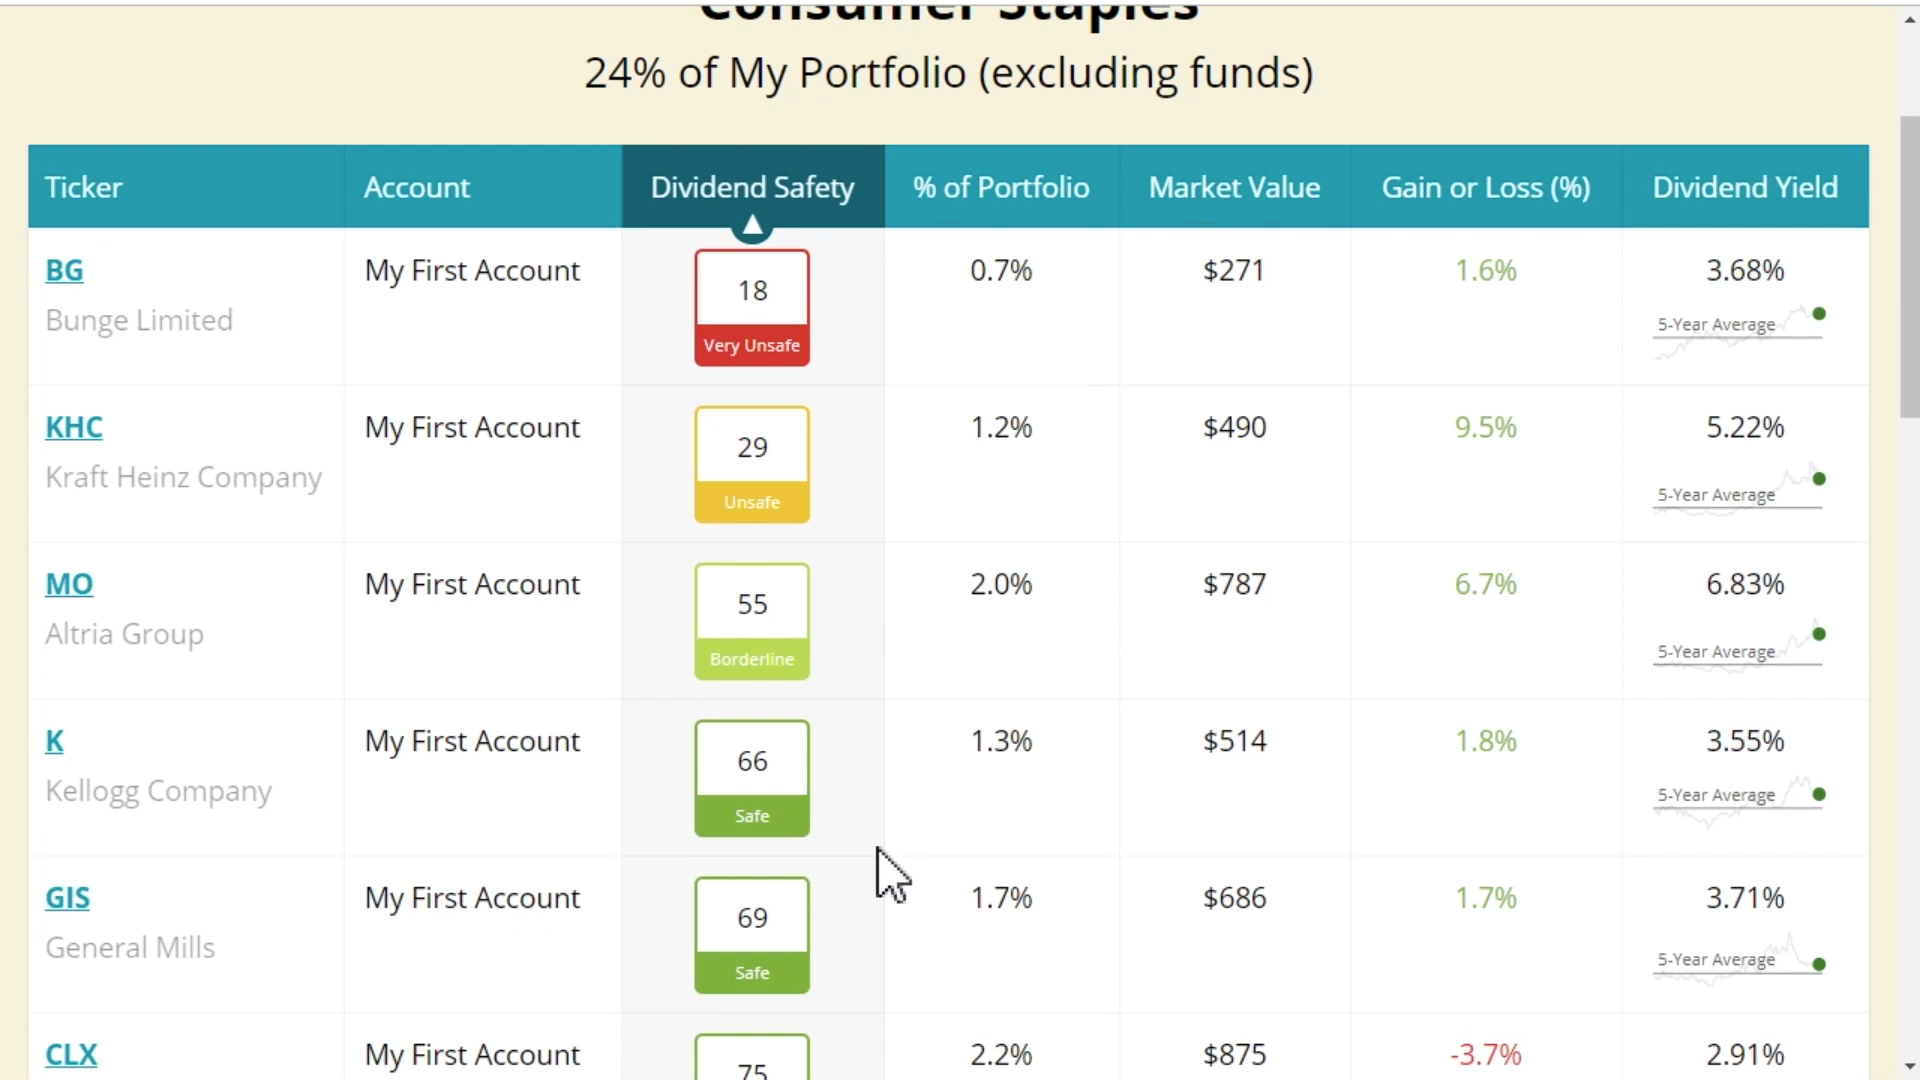 Consumer Staples
24% of My Portfolio (excluding funds)
Ticker Account Dividend Safety % of Portfolio Market Value Gain or Loss (%) Dividend Yield
BG My First Account 18 0.7% $271 1.6% 3.68%
Bunge Limited Very Unsafe 5-Year Average
KHC My First Account 29 1.2% $490 9.5% 5.22%
Kraft Heinz Company Unsafe 5-Year Average
MO My First Account 55 2.0% $787 6.7% 6.83%
Altria Group Borderline 5-Year Average
K My First Account 66 1.3% $514 1.8% 3.55%
Kellogg Company Safe 5-Year Average
GIS My First Account 69 1.7% $686 1.7% 3.71%
General Mills Safe 5-Year Average
CLX My First Account 75 2.2% $875 -3.7% 2.91%